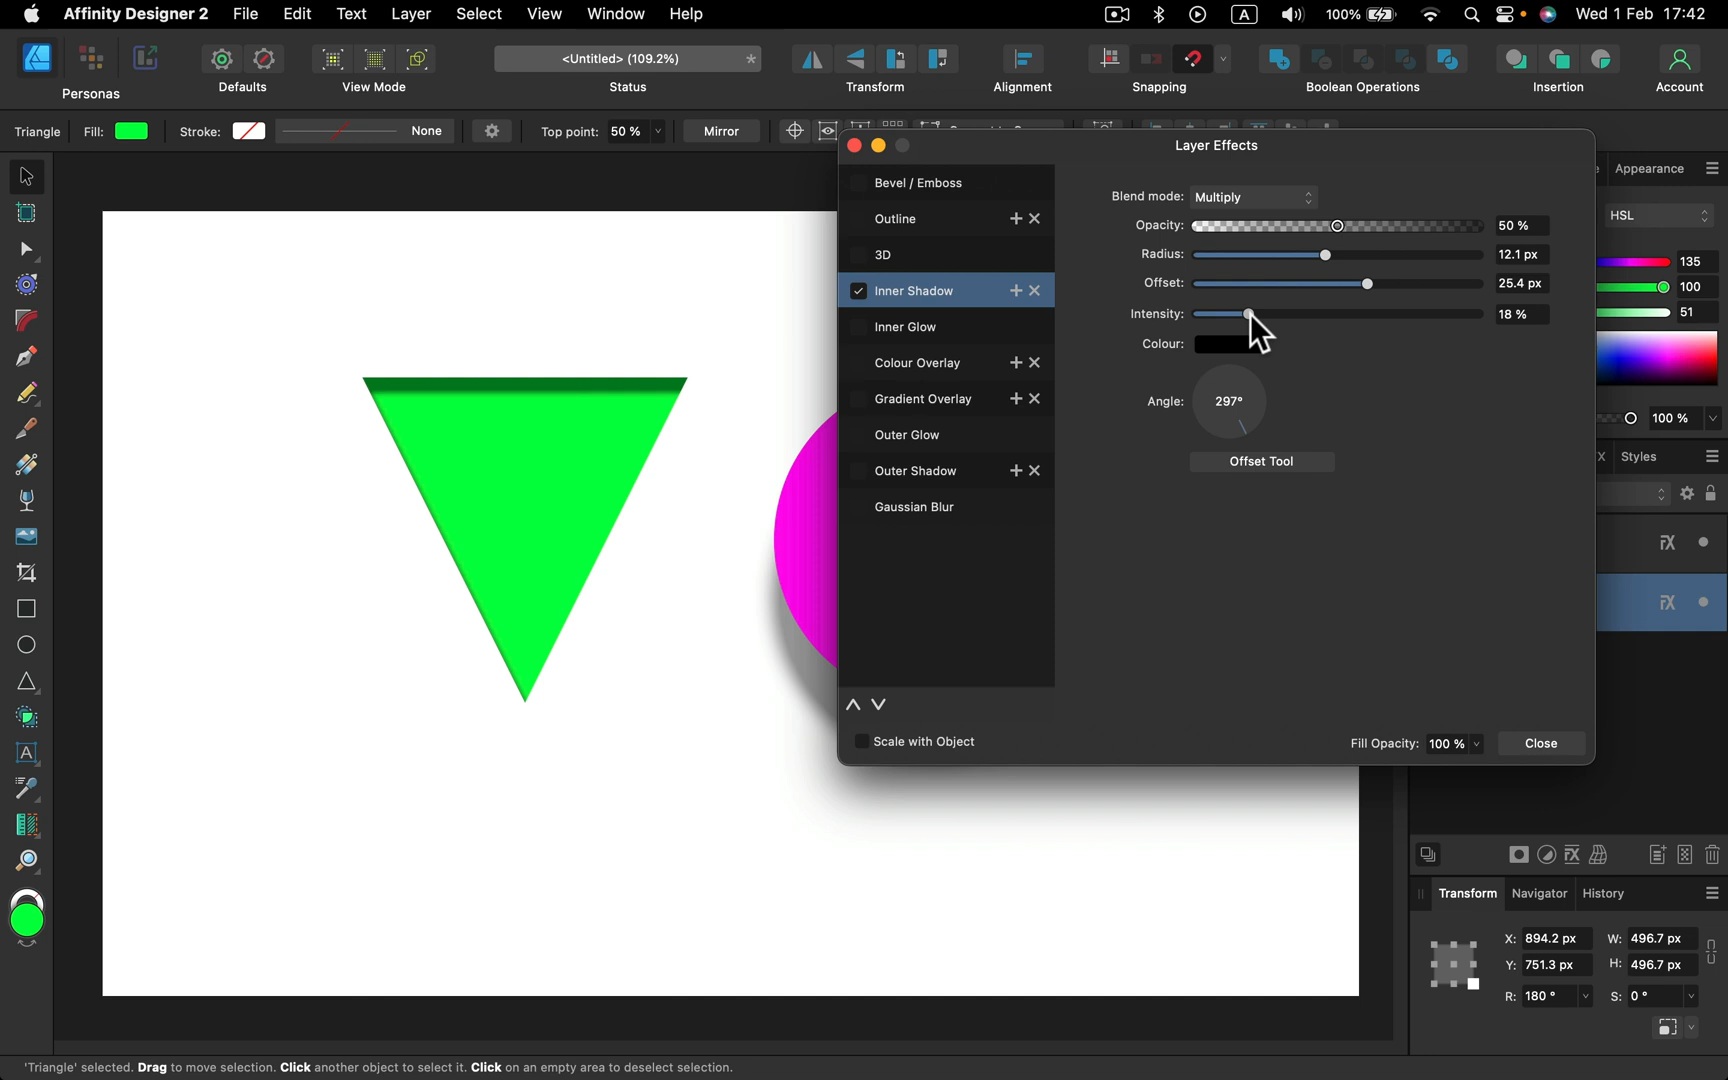 Affinity Designer 2 File Edit Text Layer Select View Window Help A 100% Wed 1 Feb 17:42
<Untitled> (109.2%) *
Personas Defaults View Mode Status Transform Alignment Snapping Boolean Operations Insertion Account
Triangle Fill: Stroke: None Top point: 50 % Mirror
Layer Effects
Appearance
HSL
135
100
51
100 %
Bevel / Emboss
Outline
3D
Inner Shadow
Inner Glow
Colour Overlay
Gradient Overlay
Outer Glow
Outer Shadow
Gaussian Blur
Blend mode: Multiply
Opacity: 50 %
Radius: 12.1 px
Offset: 25.4 px
Intensity: 18 %
Colour:
Angle: 297°
Offset Tool
Styles
Scale with Object
Fill Opacity: 100 % Close
Transform Navigator History
X: 894.2 px W: 496.7 px
Y: 751.3 px H: 496.7 px
R: 180 ° S: 0 °
'Triangle' selected. Drag to move selection. Click another object to select it. Click on an empty area to deselect selection.